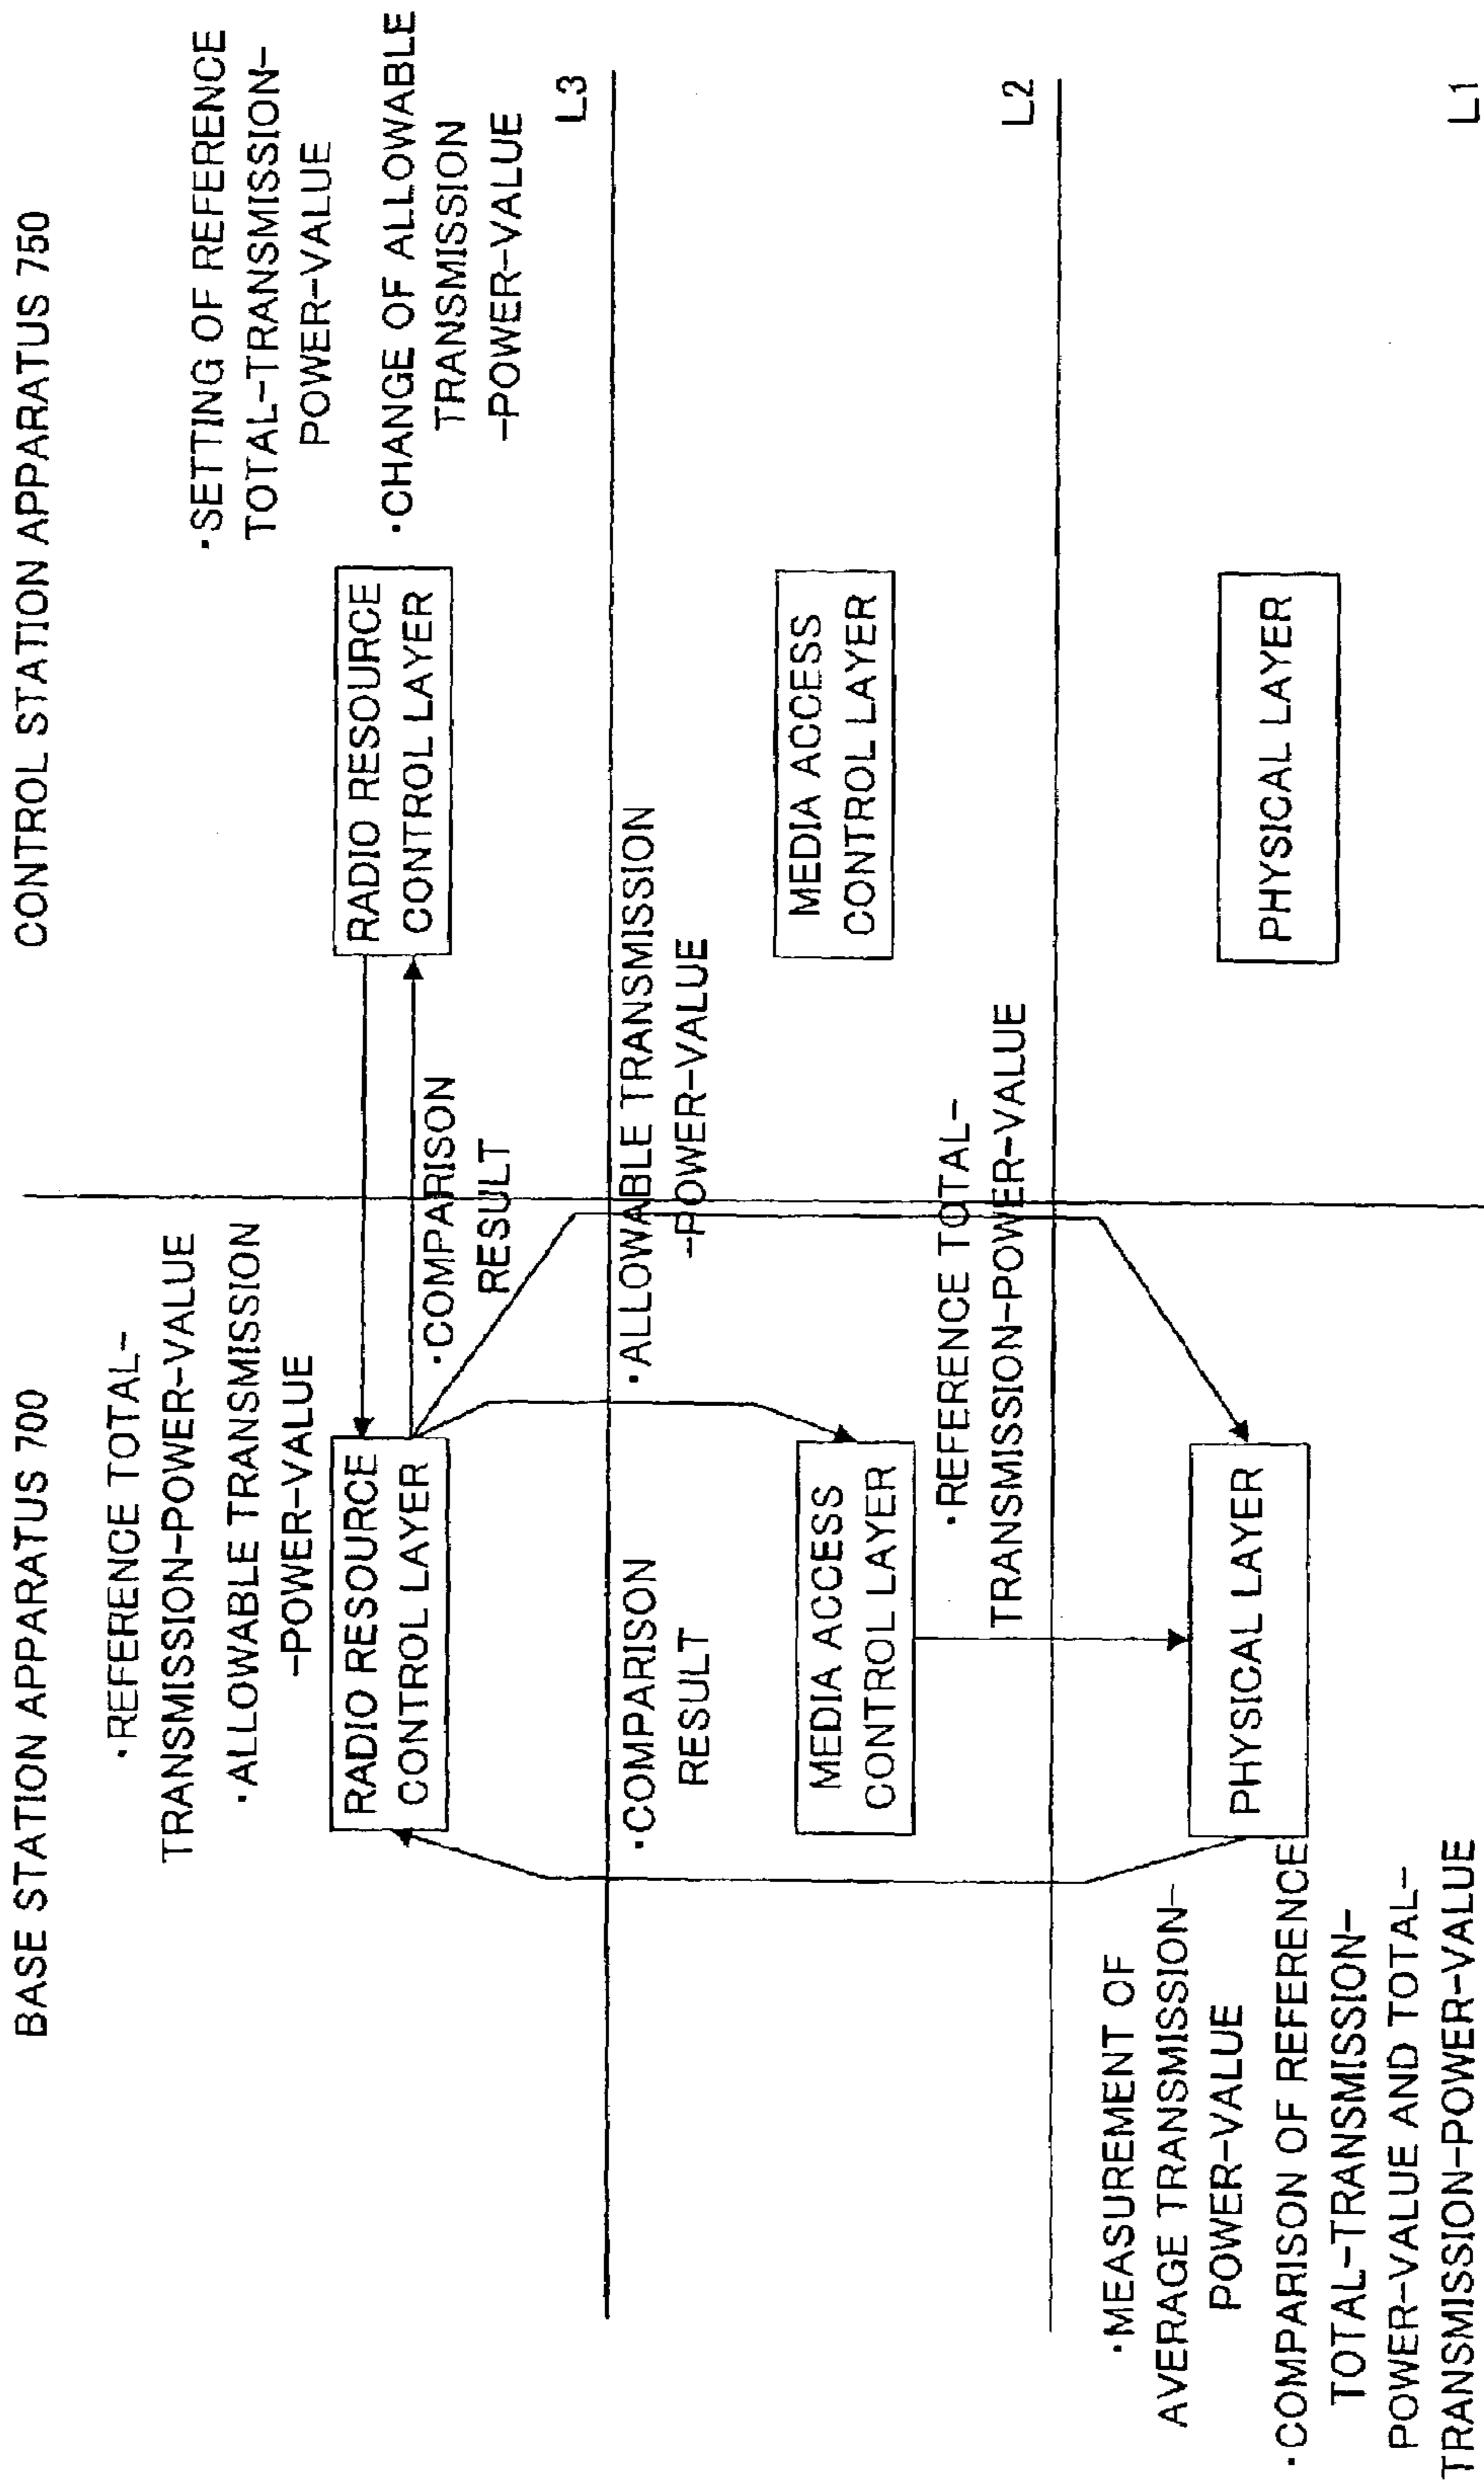 BASE STATION APPARATUS 700
CONTROL STATION APPARATUS 750
·REFERENCE TOTAL-
TRANSMISSION-POWER-VALUE
·ALLOWABLE TRANSMISSION
-POWER-VALUE
·SETTING OF REFERENCE
TOTAL-TRANSMISSION-
POWER-VALUE
·CHANGE OF ALLOWABLE
TRANSMISSION
-POWER-VALUE
RADIO RESOURCE
CONTROL LAYER
RADIO RESOURCE
CONTROL LAYER
·COMPARISON
RESULT
L3
·COMPARISON
RESULT
·ALLOWABLE TRANSMISSION
-POWER-VALUE
MEDIA ACCESS
CONTROL LAYER
MEDIA ACCESS
CONTROL LAYER
·REFERENCE TOTAL-
TRANSMISSION-POWER-VALUE
L2
·MEASUREMENT OF
AVERAGE TRANSMISSION-
POWER-VALUE
·COMPARISON OF REFERENCE
TOTAL-TRANSMISSION-
POWER-VALUE AND TOTAL-
TRANSMISSION-POWER-VALUE
PHYSICAL LAYER
PHYSICAL LAYER
L1